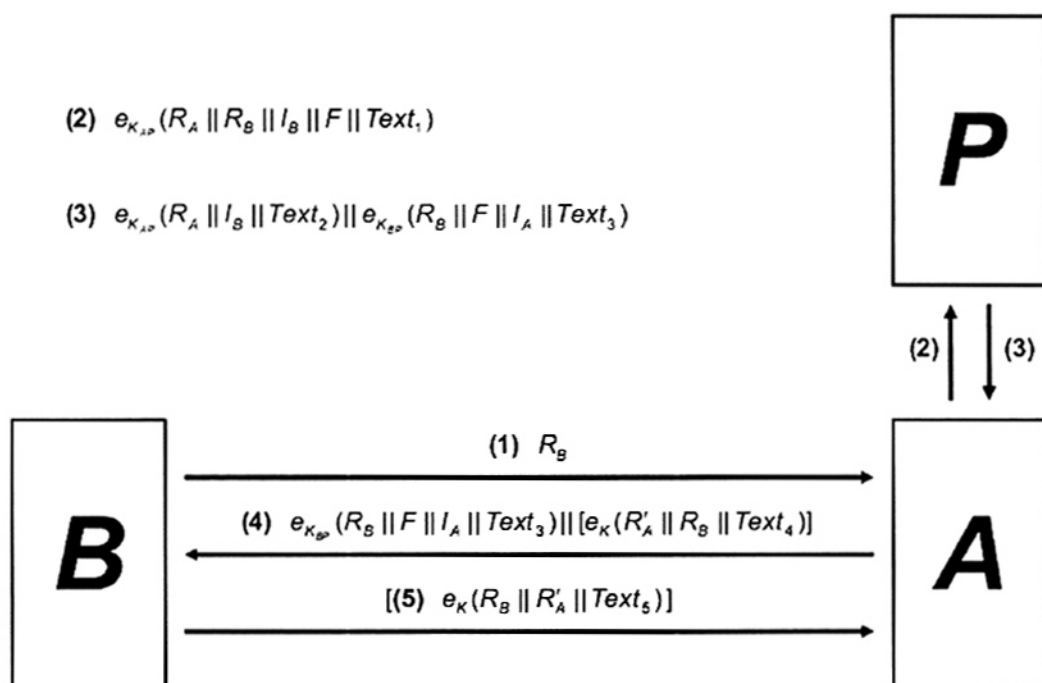 P
(2) e_{K_{AP}}(R_A || R_B || I_B || F || Text_1)
(3) e_{K_{AP}}(R_A || I_B || Text_2) || e_{K_{BP}}(R_B || F || I_A || Text_3)
(2) (3)
(1) R_B
(4) e_{K_{BP}}(R_B || F || I_A || Text_3) || [e_K(R'_A || R_B || Text_4)]
B A
[(5) e_K(R_B || R'_A || Text_5)]